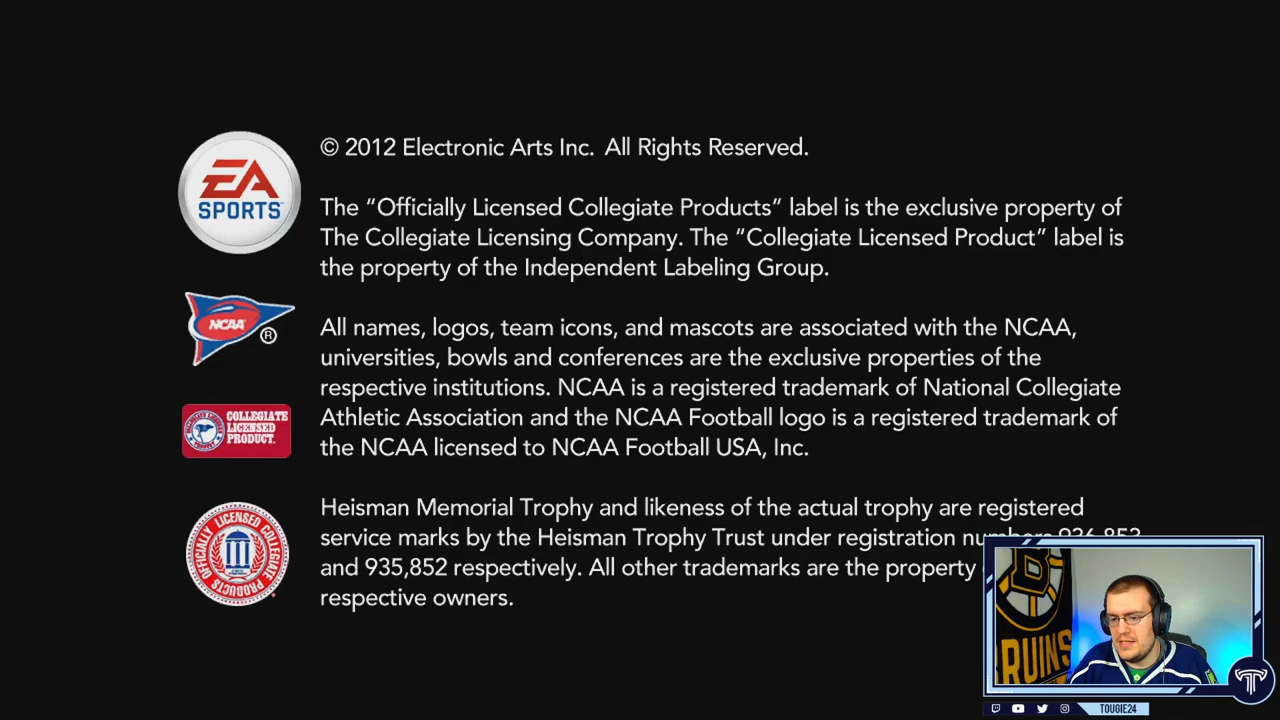 © 2012 Electronic Arts Inc. All Rights Reserved.
EA
SPORTS
The “Officially Licensed Collegiate Products” label is the exclusive property of
The Collegiate Licensing Company. The “Collegiate Licensed Product” label is
the property of the Independent Labeling Group.
NCAA
®
All names, logos, team icons, and mascots are associated with the NCAA,
universities, bowls and conferences are the exclusive properties of the
respective institutions. NCAA is a registered trademark of National Collegiate
Athletic Association and the NCAA Football logo is a registered trademark of
the NCAA licensed to NCAA Football USA, Inc.
COLLEGIATE
LICENSED
PRODUCT.
OFFICIALLY LICENSED COLLEGIATE PRODUCTS
Heisman Memorial Trophy and likeness of the actual trophy are registered
service marks by the Heisman Trophy Trust under registration
and 935,852 respectively. All other trademarks are the property
respective owners.
B
BRUINS
TOUGIE24